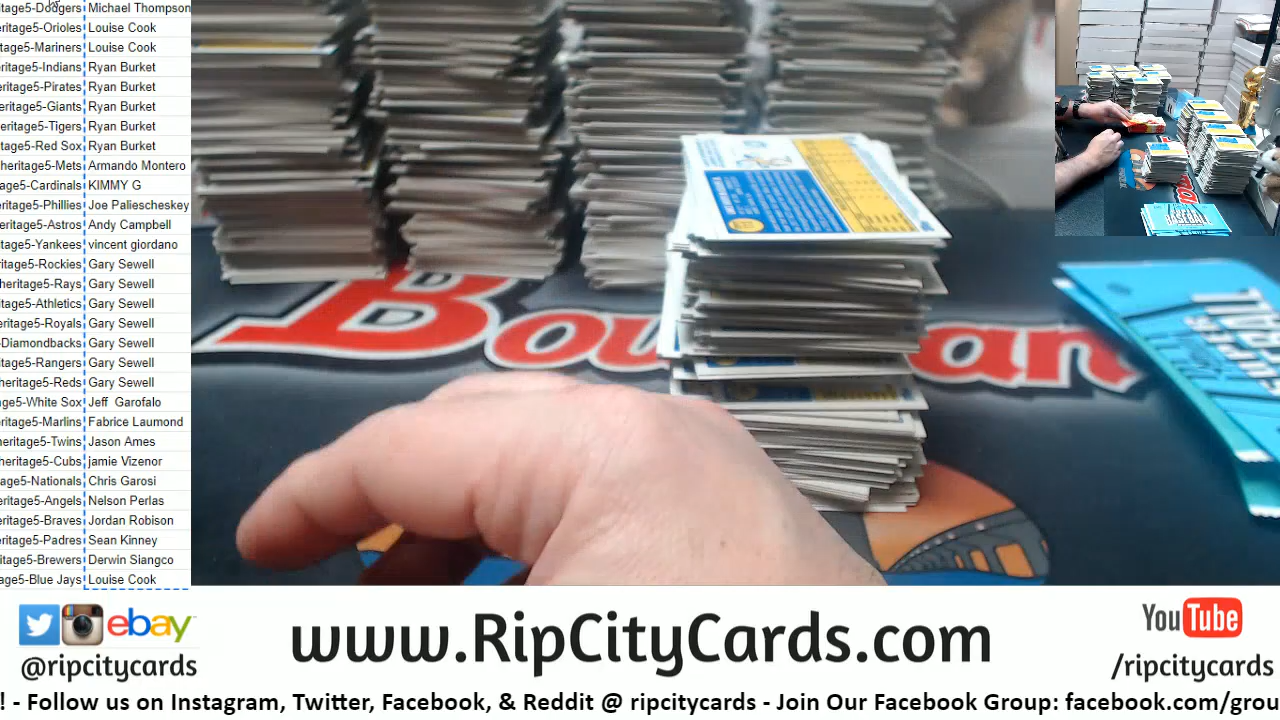 itage5-Dodgers Michael Thompson
eritage5-Orioles Louise Cook
tage5-Mariners Louise Cook
eritage5-Indians Ryan Burket
eritage5-Pirates Ryan Burket
eritage5-Giants Ryan Burket
eritage5-Tigers Ryan Burket
itage5-Red Sox Ryan Burket
heritage5-Mets Armando Montero
age5-Cardinals KIMMY G
eritage5-Phillies Joe Paliescheskey
eritage5-Astros Andy Campbell
tage5-Yankees vincent giordano
ritage5-Rockies Gary Sewell
heritage5-Rays Gary Sewell
itage5-Athletics Gary Sewell
eritage5-Royals Gary Sewell
-Diamondbacks Gary Sewell
itage5-Rangers Gary Sewell
heritage5-Reds Gary Sewell
age5-White Sox Jeff Garofalo
eritage5-Marlins Fabrice Laumond
heritage5-Twins Jason Ames
heritage5-Cubs jamie Vizenor
age5-Nationals Chris Garosi
eritage5-Angels Nelson Perlas
eritage5-Braves Jordan Robison
eritage5-Padres Sean Kinney
itage5-Brewers Derwin Siangco
age5-Blue Jays Louise Cook
Bowman
ebay
@ripcitycards
www.RipCityCards.com
YouTube
/ripcitycards
! - Follow us on Instagram, Twitter, Facebook, & Reddit @ ripcitycards - Join Our Facebook Group: facebook.com/grou